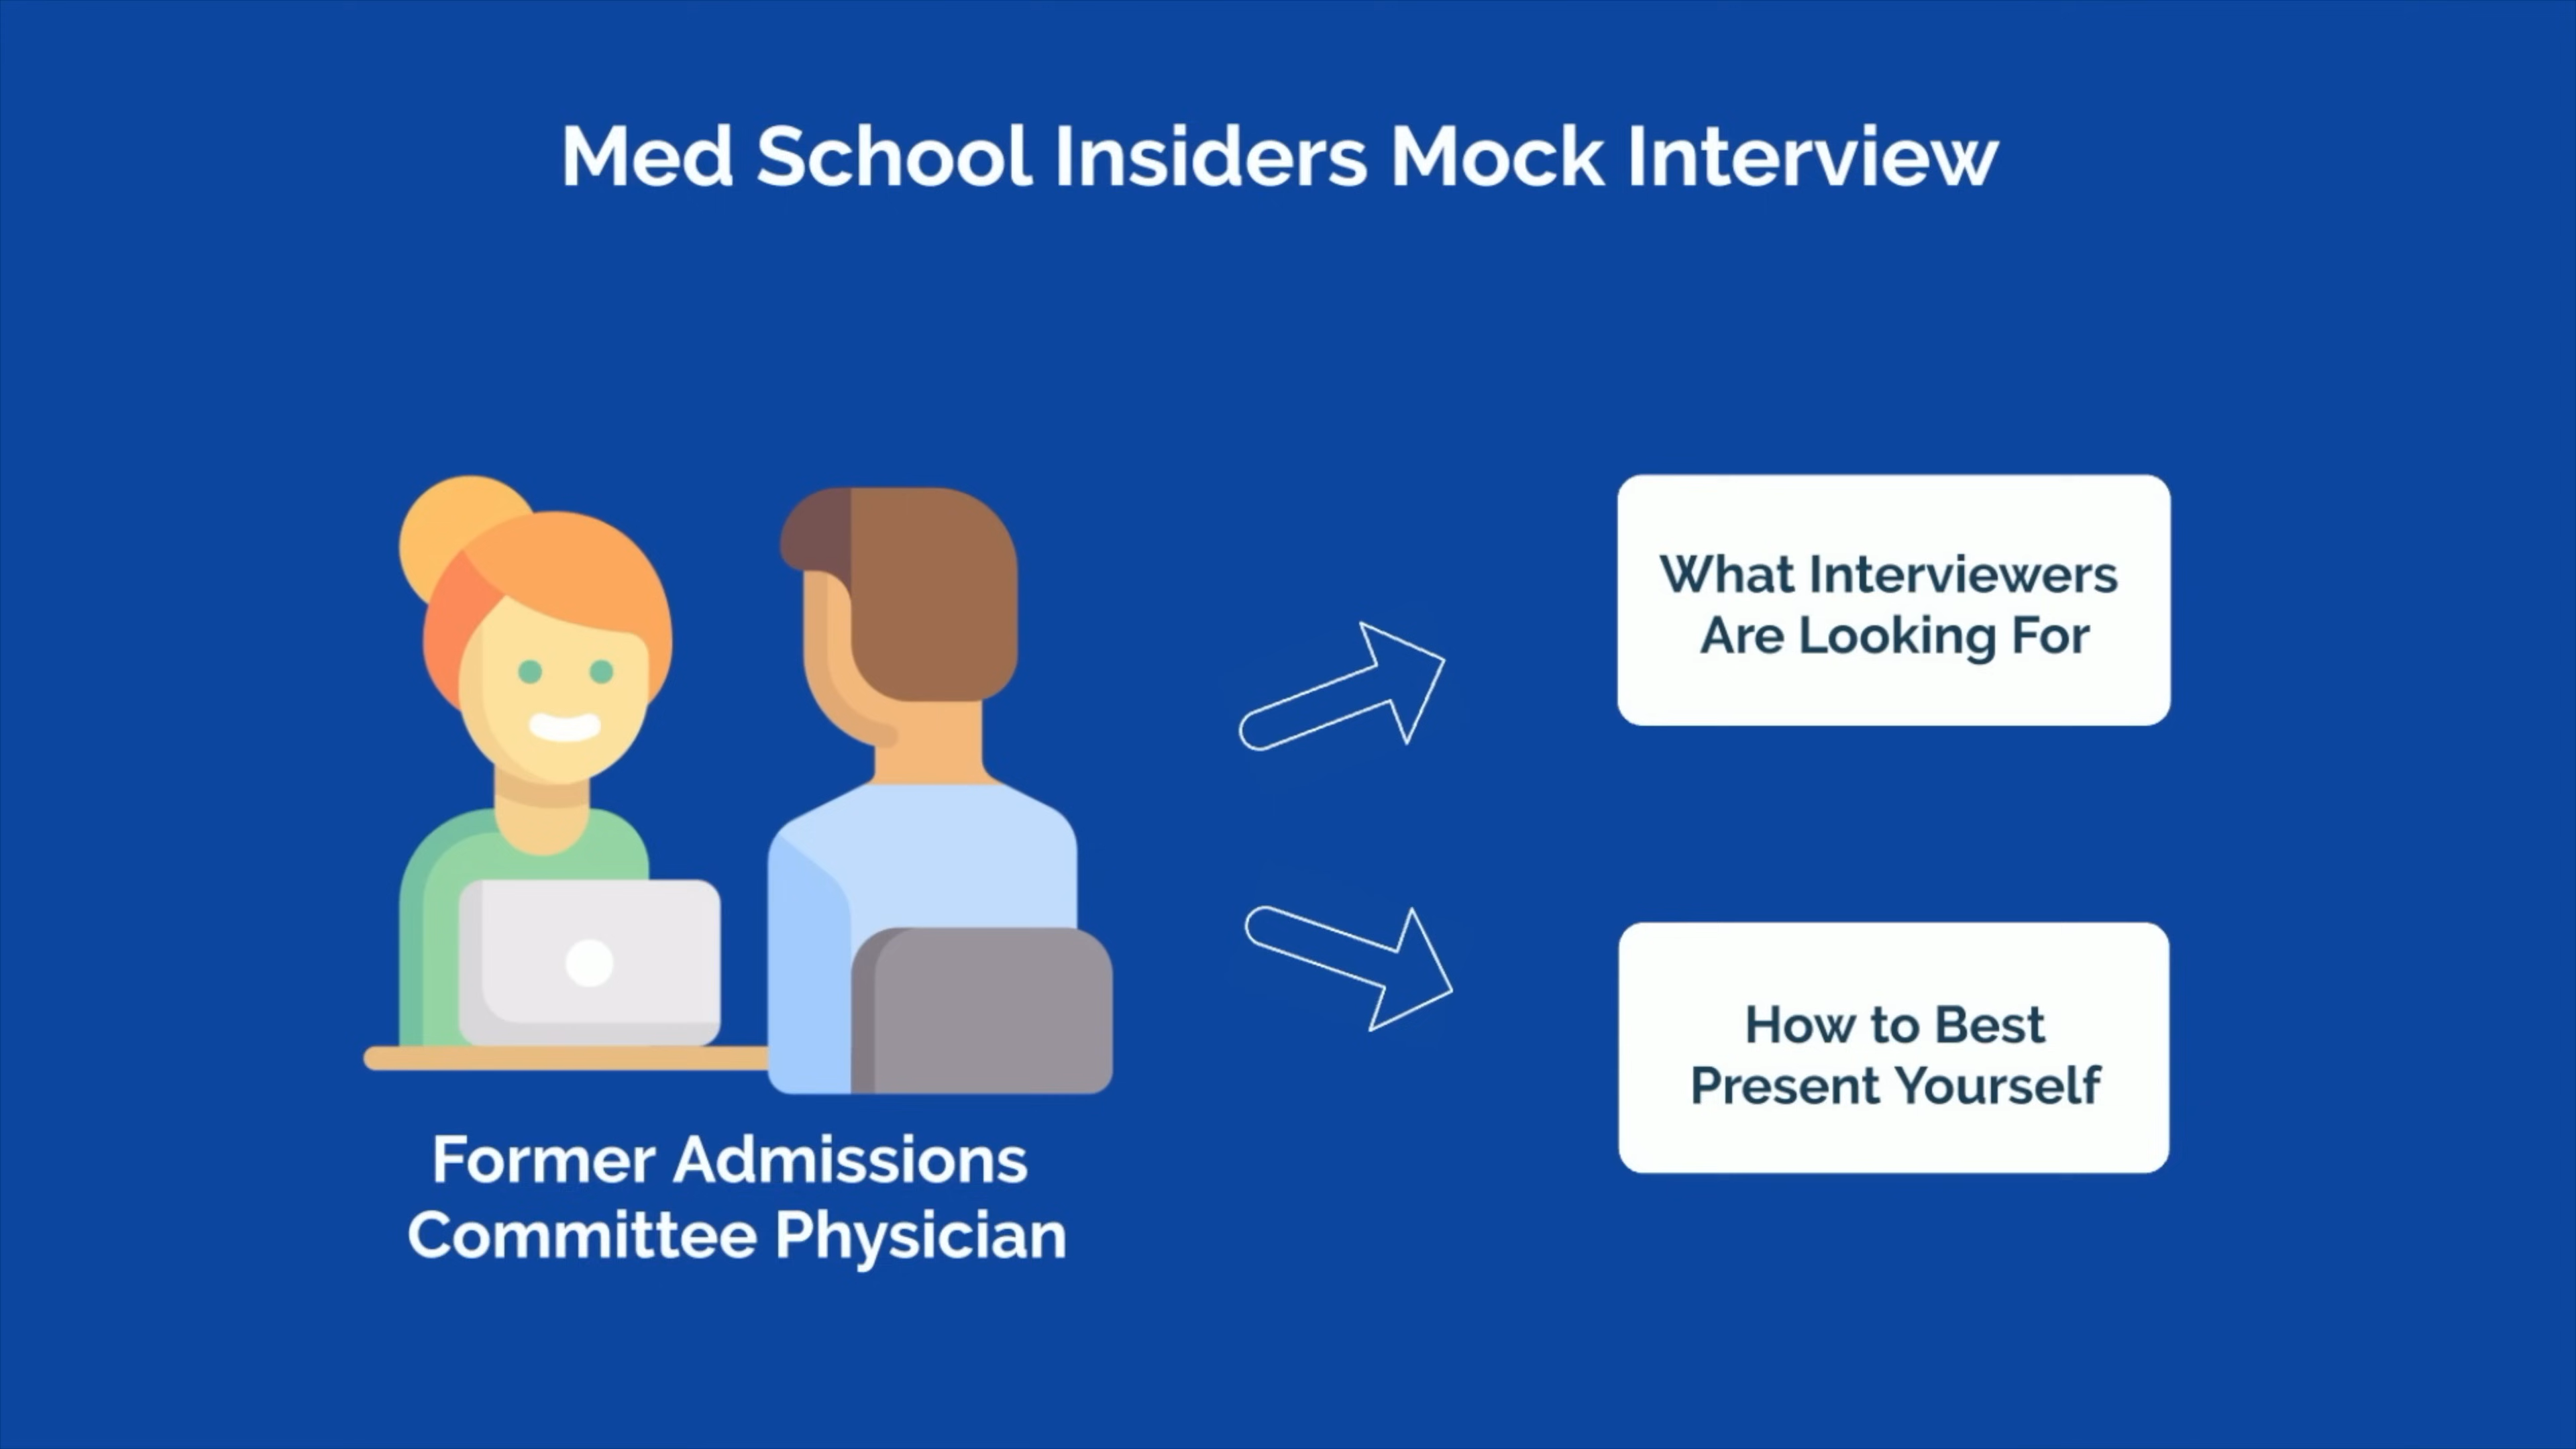 Med School Insiders Mock Interview
What Interviewers
Are Looking For
How to Best
Present Yourself
Former Admissions
Committee Physician